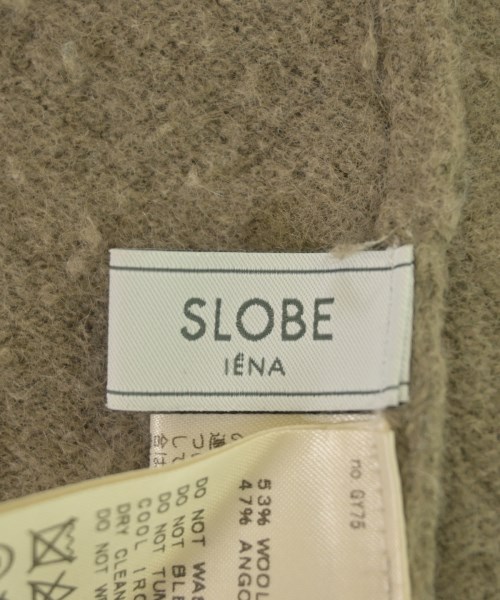 SLOBE
IÉNA
no GY75
53% WOOL
47% ANGO
DO NOT WAS
DO NOT BLE
DO NOT TUM
COOL IRO
DRY CLEAN
DO NOT W